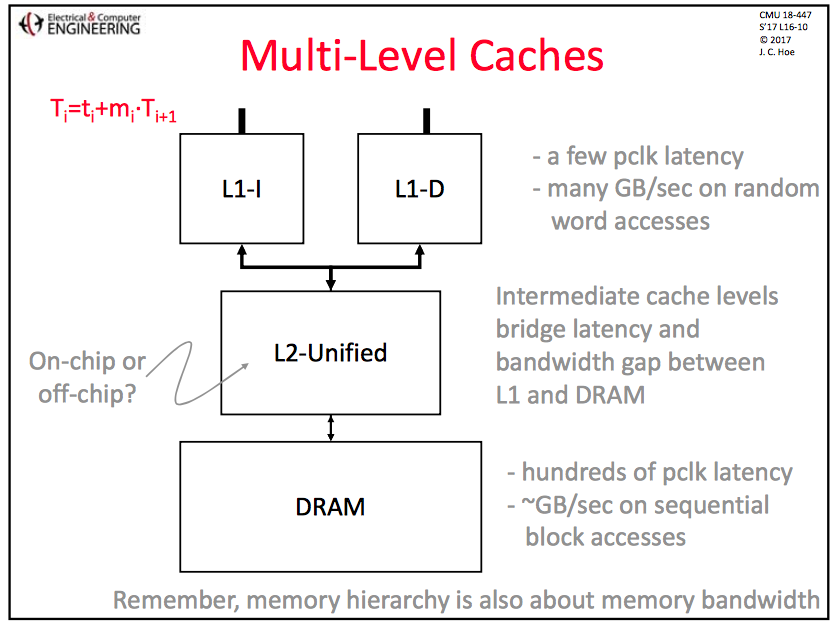 Electrical & Computer
ENGINEERING
CMU 18-447
S'17 L16-10
© 2017
J. C. Hoe
Multi-Level Caches
Ti=ti+mi·Ti+1
L1-I
L1-D
- a few pclk latency
- many GB/sec on random
word accesses
L2-Unified
On-chip or
off-chip?
Intermediate cache levels
bridge latency and
bandwidth gap between
L1 and DRAM
DRAM
- hundreds of pclk latency
- ~GB/sec on sequential
block accesses
Remember, memory hierarchy is also about memory bandwidth